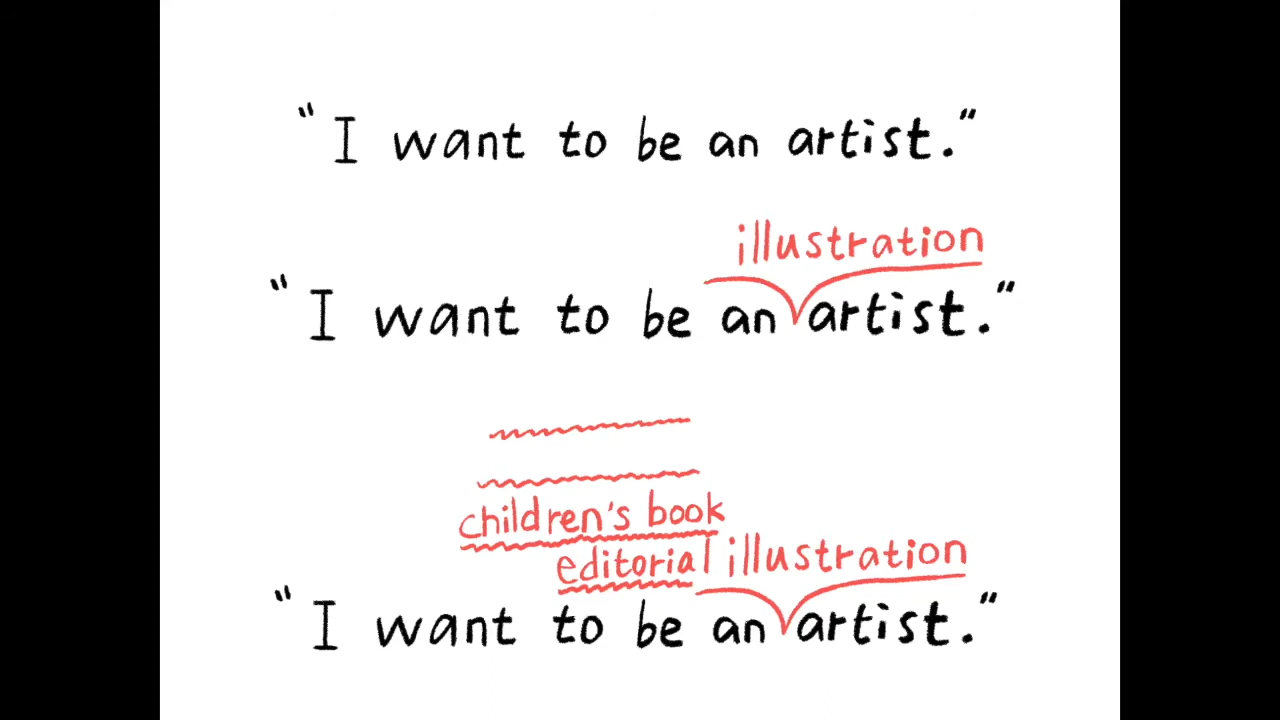 "I want to be an artist."
illustration
"I want to be an artist."
children's book
editorial illustration
"I want to be an artist."